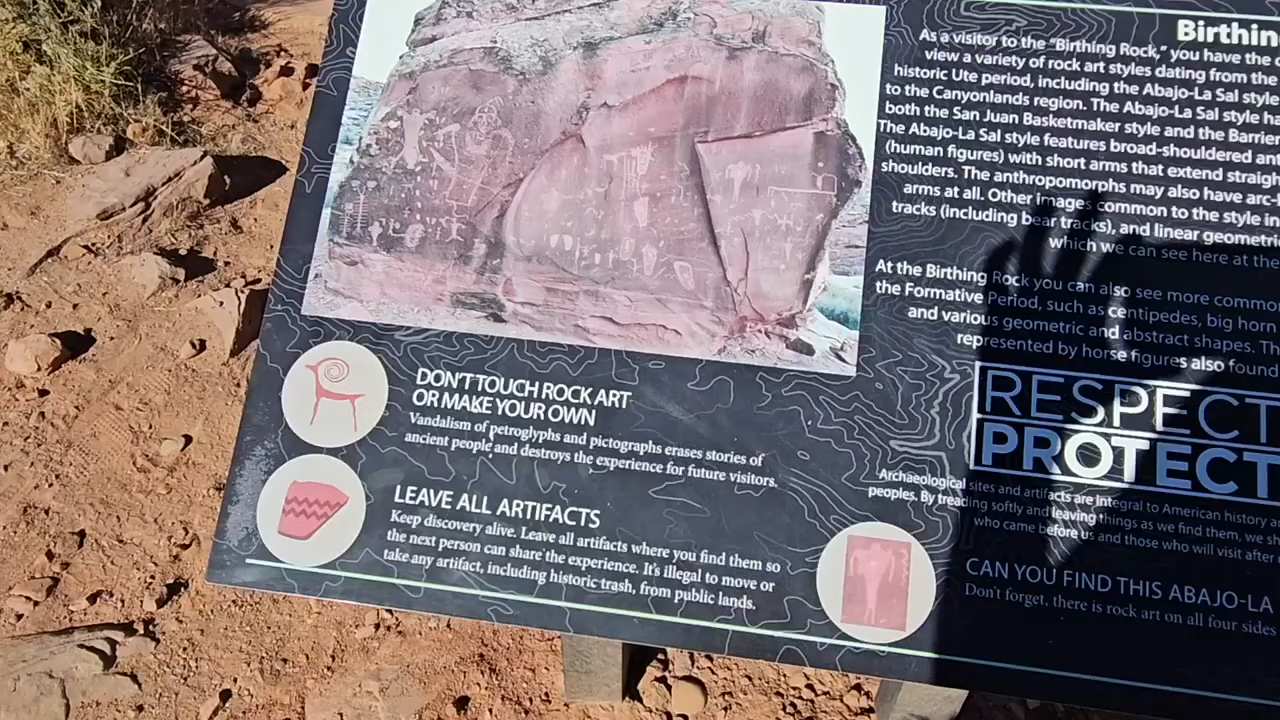 Birthin
As a visitor to the "Birthing Rock," you have the
view a variety of rock art styles dating from the
historic Ute period, including the Abajo-La Sal style
to the Canyonlands region. The Abajo-La Sal style ha
both the San Juan Basketmaker style and the Barrier
The Abajo-La Sal style features broad-shouldered ant
(human figures) with short arms that extend straigh
shoulders. The anthropomorphs may also have arc-
arms at all. Other images common to the style in
tracks (including bear tracks), and linear geometri
which we can see here at the
At the Birthing Rock you can also see more commo
the Formative Period, such as centipedes, big horn
and various geometric and abstract shapes. Th
represented by horse figures also found
RESPECT
PROTECT
Archaeological sites and artifacts are integral to American history a
peoples. By treading softly and leaving things as we find them, we sh
who came before us and those who will visit after
CAN YOU FIND THIS ABAJO-LA
Don't forget, there is rock art on all four sides
DON'T TOUCH ROCK ART
OR MAKE YOUR OWN
Vandalism of petroglyphs and pictographs erases stories of
ancient people and destroys the experience for future visitors.
LEAVE ALL ARTIFACTS
Keep discovery alive. Leave all artifacts where you find them so
the next person can share the experience. It's illegal to move or
take any artifact, including historic trash, from public lands.